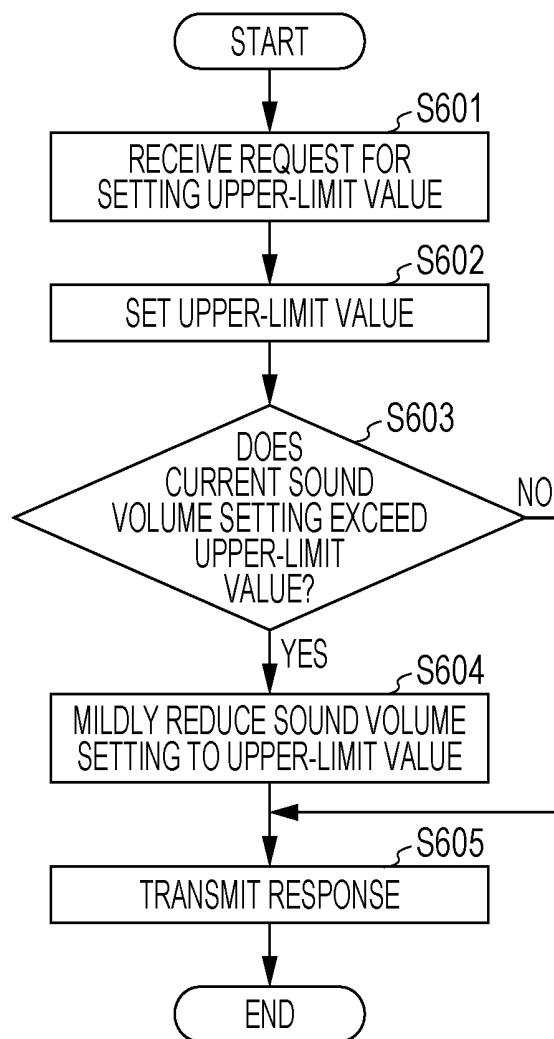 START
S601
RECEIVE REQUEST FOR
SETTING UPPER-LIMIT VALUE
S602
SET UPPER-LIMIT VALUE
S603
DOES
CURRENT SOUND
VOLUME SETTING EXCEED
UPPER-LIMIT
VALUE?
NO
YES
S604
MILDLY REDUCE SOUND VOLUME
SETTING TO UPPER-LIMIT VALUE
S605
TRANSMIT RESPONSE
END